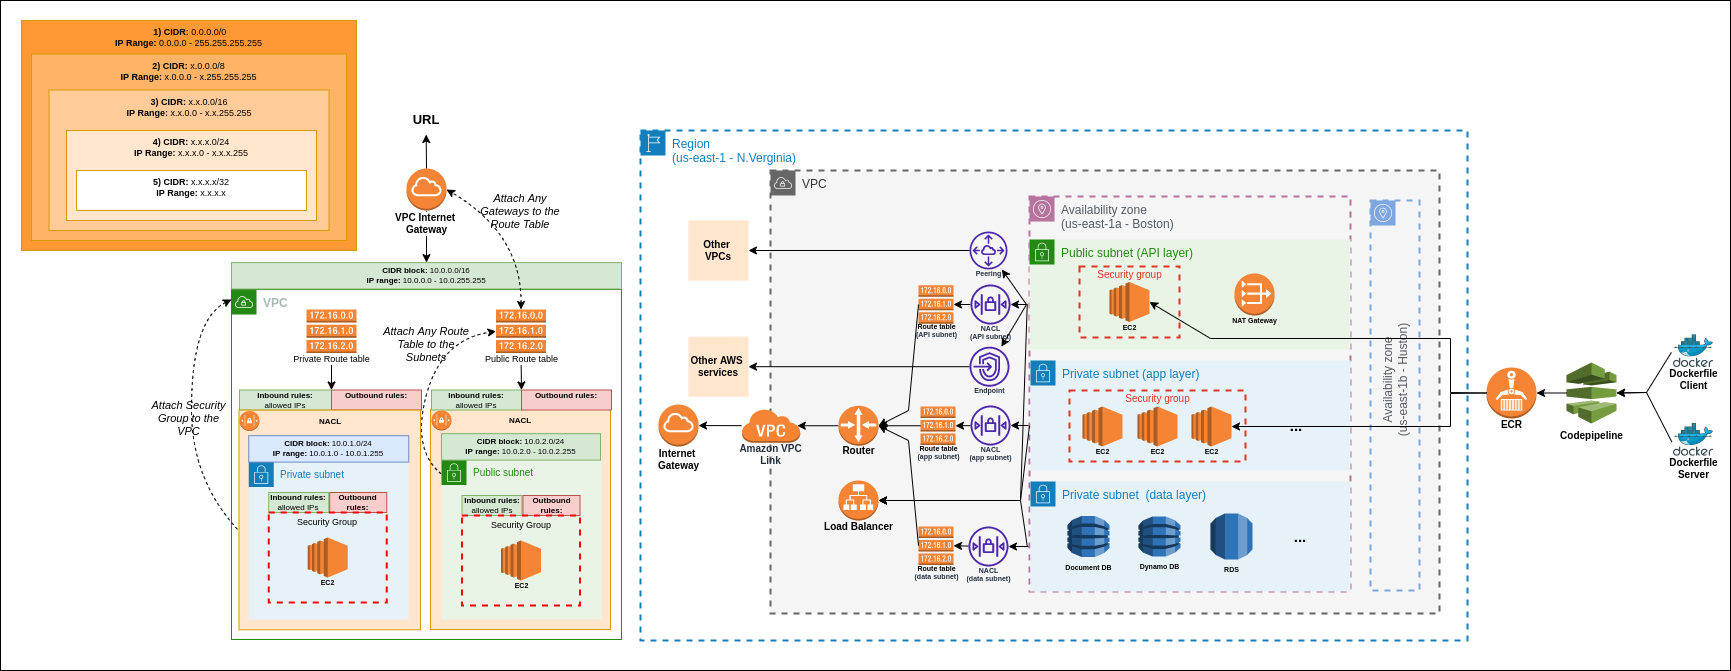 1) CIDR: 0.0.0.0/0
IP Range: 0.0.0.0 - 255.255.255.255
2) CIDR: x.0.0.0/8
IP Range: x.0.0.0 - x.255.255.255
3) CIDR: x.x.0.0/16
IP Range: x.x.0.0 - x.x.255.255
4) CIDR: x.x.x.0/24
IP Range: x.x.x.0 - x.x.x.255
5) CIDR: x.x.x.x/32
IP Range: x.x.x.x
URL
VPC Internet
Gateway
Attach Any
Gateways to the
Route Table
CIDR block: 10.0.0.0/16
IP range: 10.0.0.0 - 10.0.255.255
VPC
172.16.0.0
172.16.1.0
172.16.2.0
Private Route table
Attach Any Route
Table to the
Subnets
172.16.0.0
172.16.1.0
172.16.2.0
Public Route table
Attach Security
Group to the
VPC
Inbound rules:
allowed IPs
Outbound rules:
NACL
CIDR block: 10.0.1.0/24
IP range: 10.0.1.0 - 10.0.1.255
Private subnet
Inbound rules:
allowed IPs
Outbound
rules:
Security Group
EC2
Inbound rules:
allowed IPs
Outbound rules:
NACL
CIDR block: 10.0.2.0/24
IP range: 10.0.2.0 - 10.0.2.255
Public subnet
Inbound rules:
allowed IPs
Outbound
rules:
Security Group
EC2
Region
(us-east-1 - N.Verginia)
VPC
Other
VPCs
Other AWS
services
Internet
Gateway
VPC
Amazon VPC
Link
Router
Load Balancer
Peering
172.16.0.0
172.16.1.0
172.16.2.0
Route table
(API subnet)
NACL
(API subnet)
Endpoint
172.16.0.0
172.16.1.0
172.16.2.0
Route table
(app subnet)
NACL
(app subnet)
172.16.0.0
172.16.1.0
172.16.2.0
Route table
(data subnet)
NACL
(data subnet)
Availability zone
(us-east-1a - Boston)
Public subnet (API layer)
Security group
EC2
NAT Gateway
Private subnet (app layer)
Security group
EC2
EC2
EC2
...
Private subnet (data layer)
Document DB
Dynamo DB
RDS
...
Availability zone
(us-east-1b - Huston)
ECR
Codepipeline
docker
Dockerfile
Client
docker
Dockerfile
Server